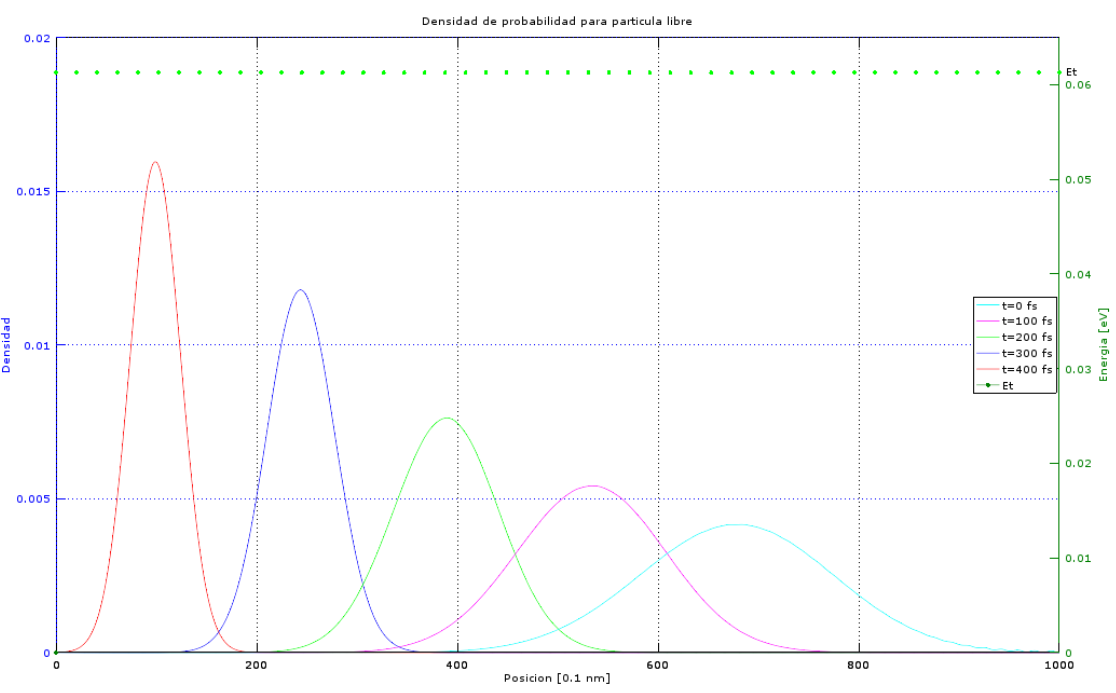 Densidad de probabilidad para particula libre
0.02
0.015
0.01
0.005
0
Densidad
Et
0.06
0.05
0.04
0.03
0.02
0.01
0
Energia [eV]
t=0 fs
t=100 fs
t=200 fs
t=300 fs
t=400 fs
Et
0
200
400
600
800
1000
Posicion [0.1 nm]